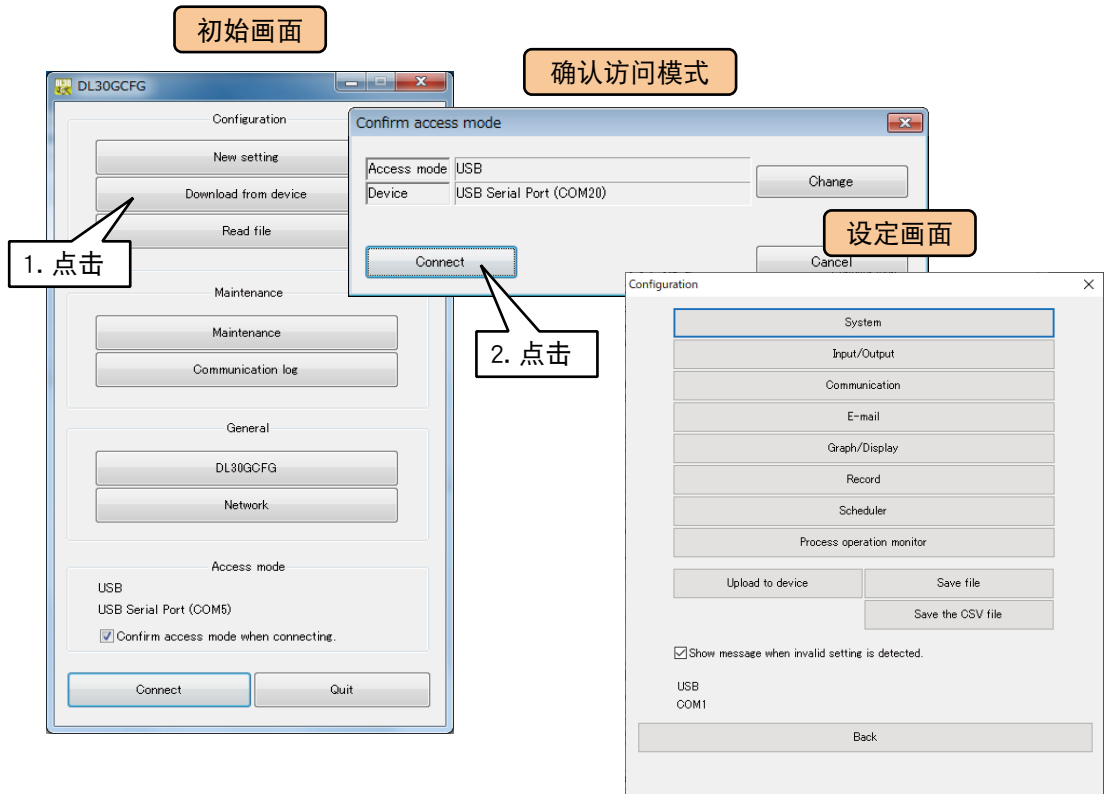 初始画面
DL30GCFG
Configuration
New setting
Download from device
Read file
1. 点击
Maintenance
Maintenance
Communication log
General
DL30GCFG
Network
Access mode
USB
USB Serial Port (COM5)
Confirm access mode when connecting.
Connect
Quit
确认访问模式
Confirm access mode
Access mode USB
Device USB Serial Port (COM20)
Change
Connect
Cancel
2. 点击
设定画面
Configuration
System
Input/Output
Communication
E-mail
Graph/Display
Record
Scheduler
Process operation monitor
Upload to device
Save file
Save the CSV file
Show message when invalid setting is detected.
USB
COM1
Back